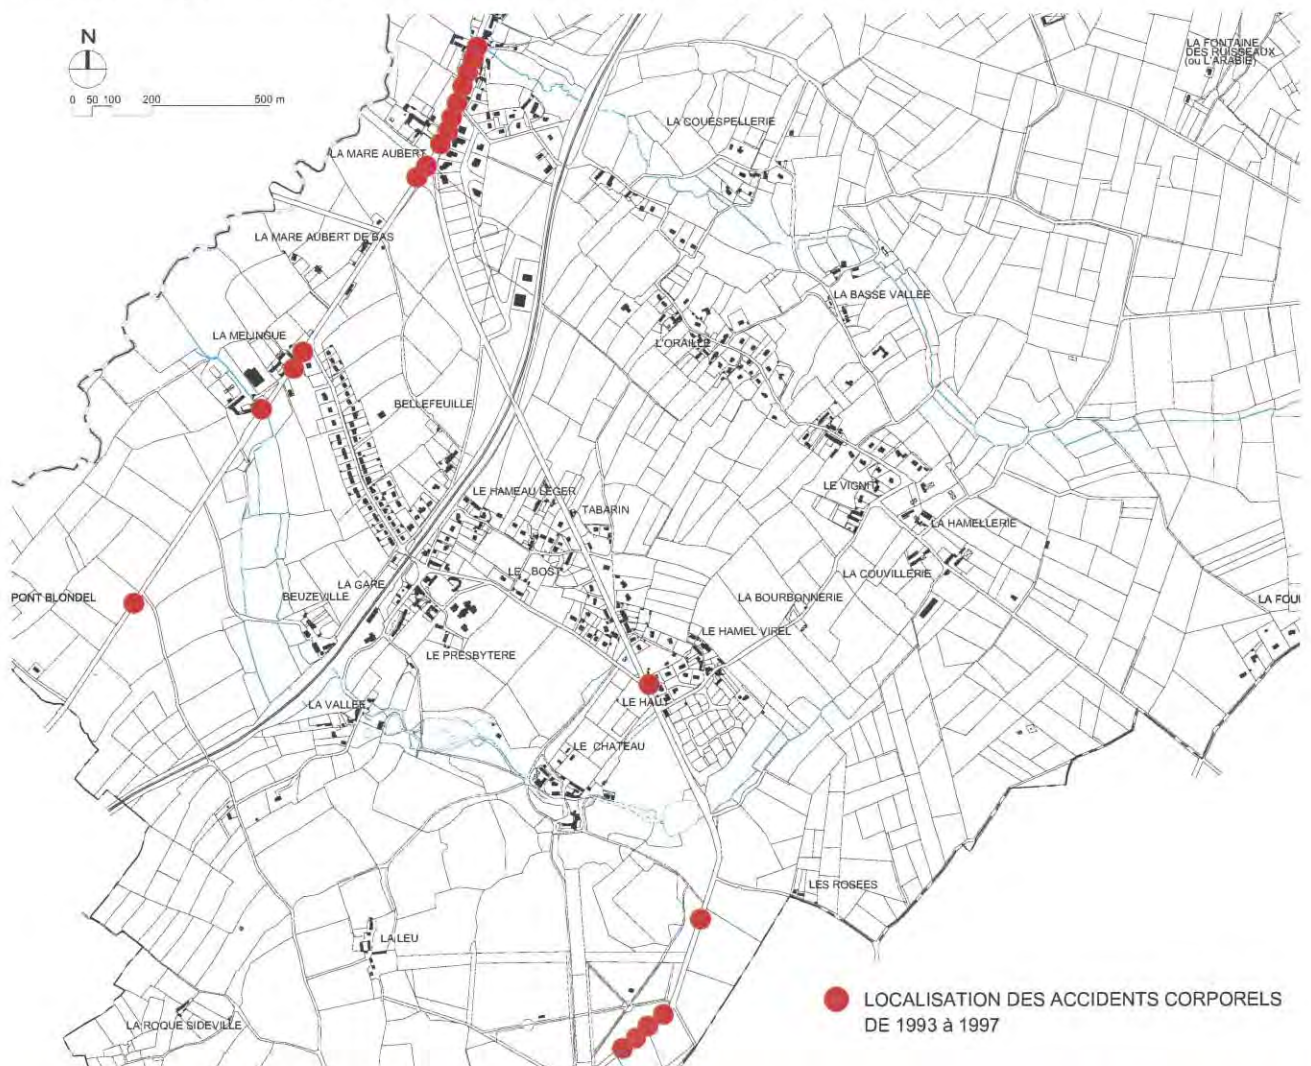 N
0 50 100 200 500 m
LA FONTAINE
DES RUISSEAUX
(ou L'ARABIE)
LA COUESPELLERIE
LA MARE AUBERT
LA MARE AUBERT DE BAS
LA BASSE VALLEE
LA MELINGUE
L'ORAILLE
BELLEFEUILLE
LE HAMEAU LEGER
LE VIGNET
TABARIN
LA HAMELLERIE
LE BOST
LA COUVILLERIE
LA GARE
PONT BLONDEL
BEUZEVILLE
LA BOURBONNERIE
LA FOU
LE HAMEL VIREL
LE PRESBYTERE
LA VALLEE
LE HAUT
LE CHATEAU
LES ROSEES
LA LEU
LA ROQUE SIDEVILLE
LOCALISATION DES ACCIDENTS CORPORELS
DE 1993 à 1997